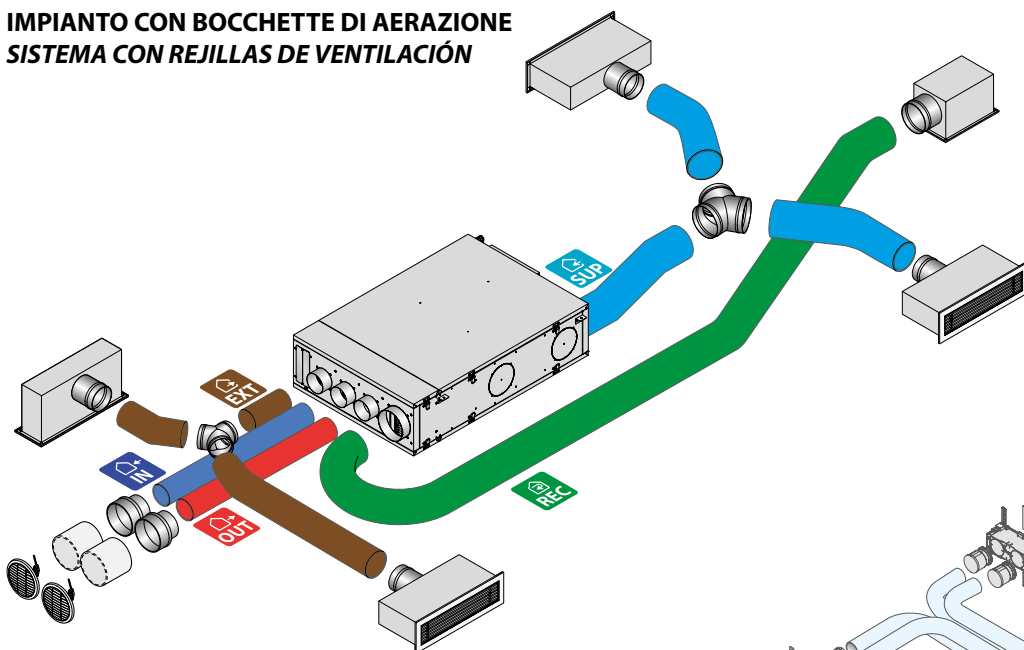 IMPIANTO CON BOCCHETTE DI AERAZIONE
SISTEMA CON REJILLAS DE VENTILACIÓN
SUP
EXT
IN
OUT
REC